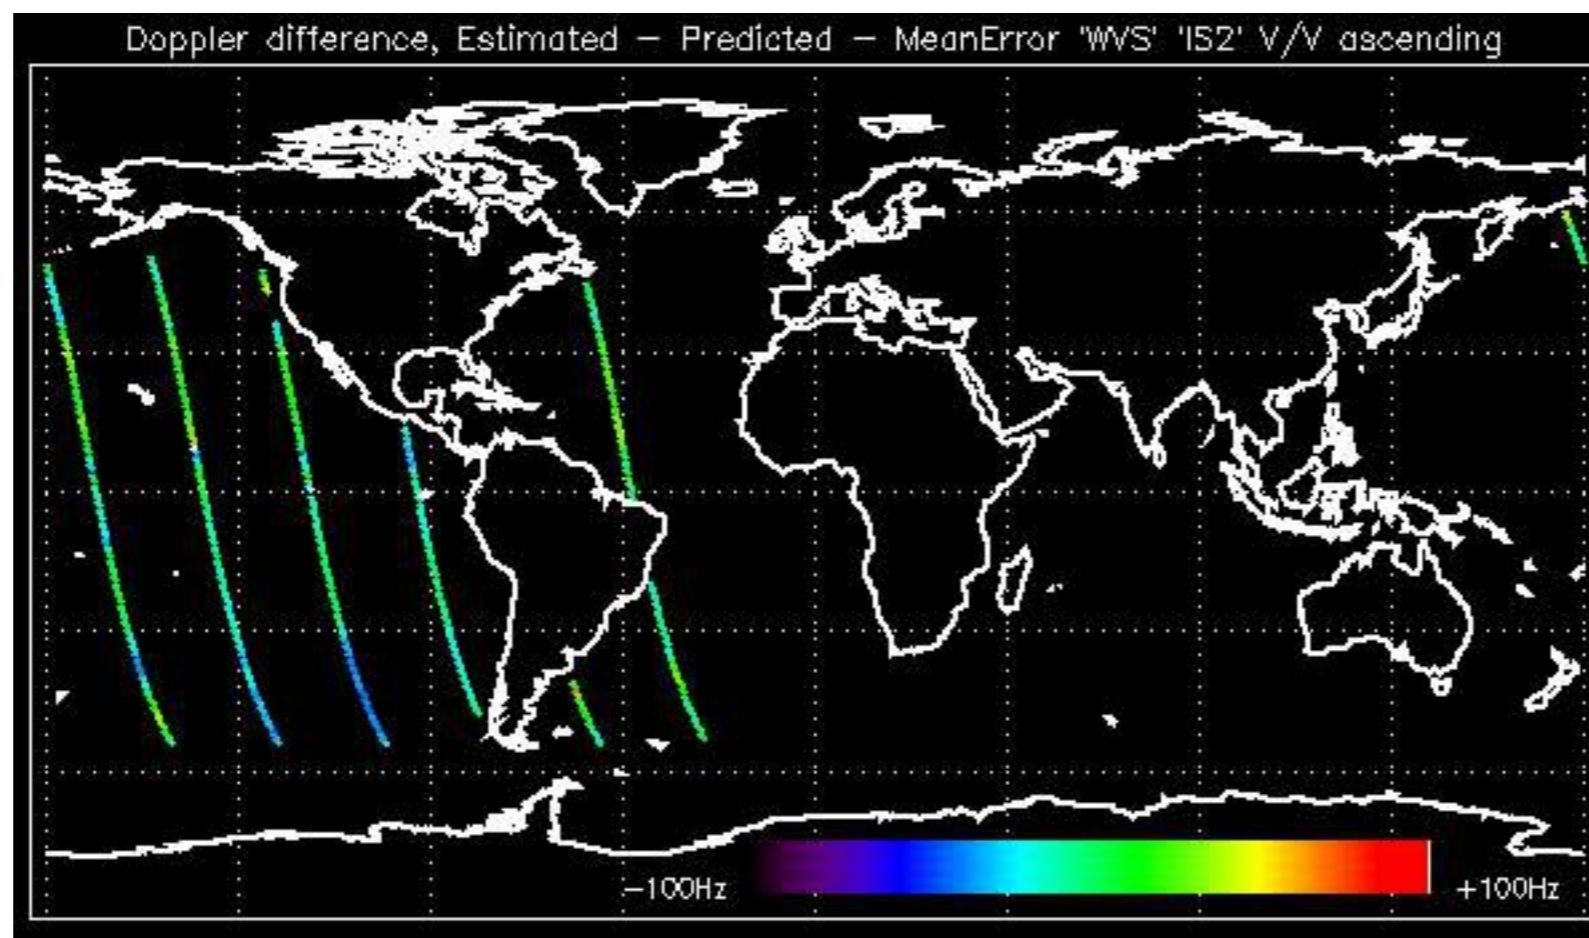 Doppler difference, Estimated – Predicted – MeanError 'WVS' 'IS2' V/V ascending
–100Hz +100Hz